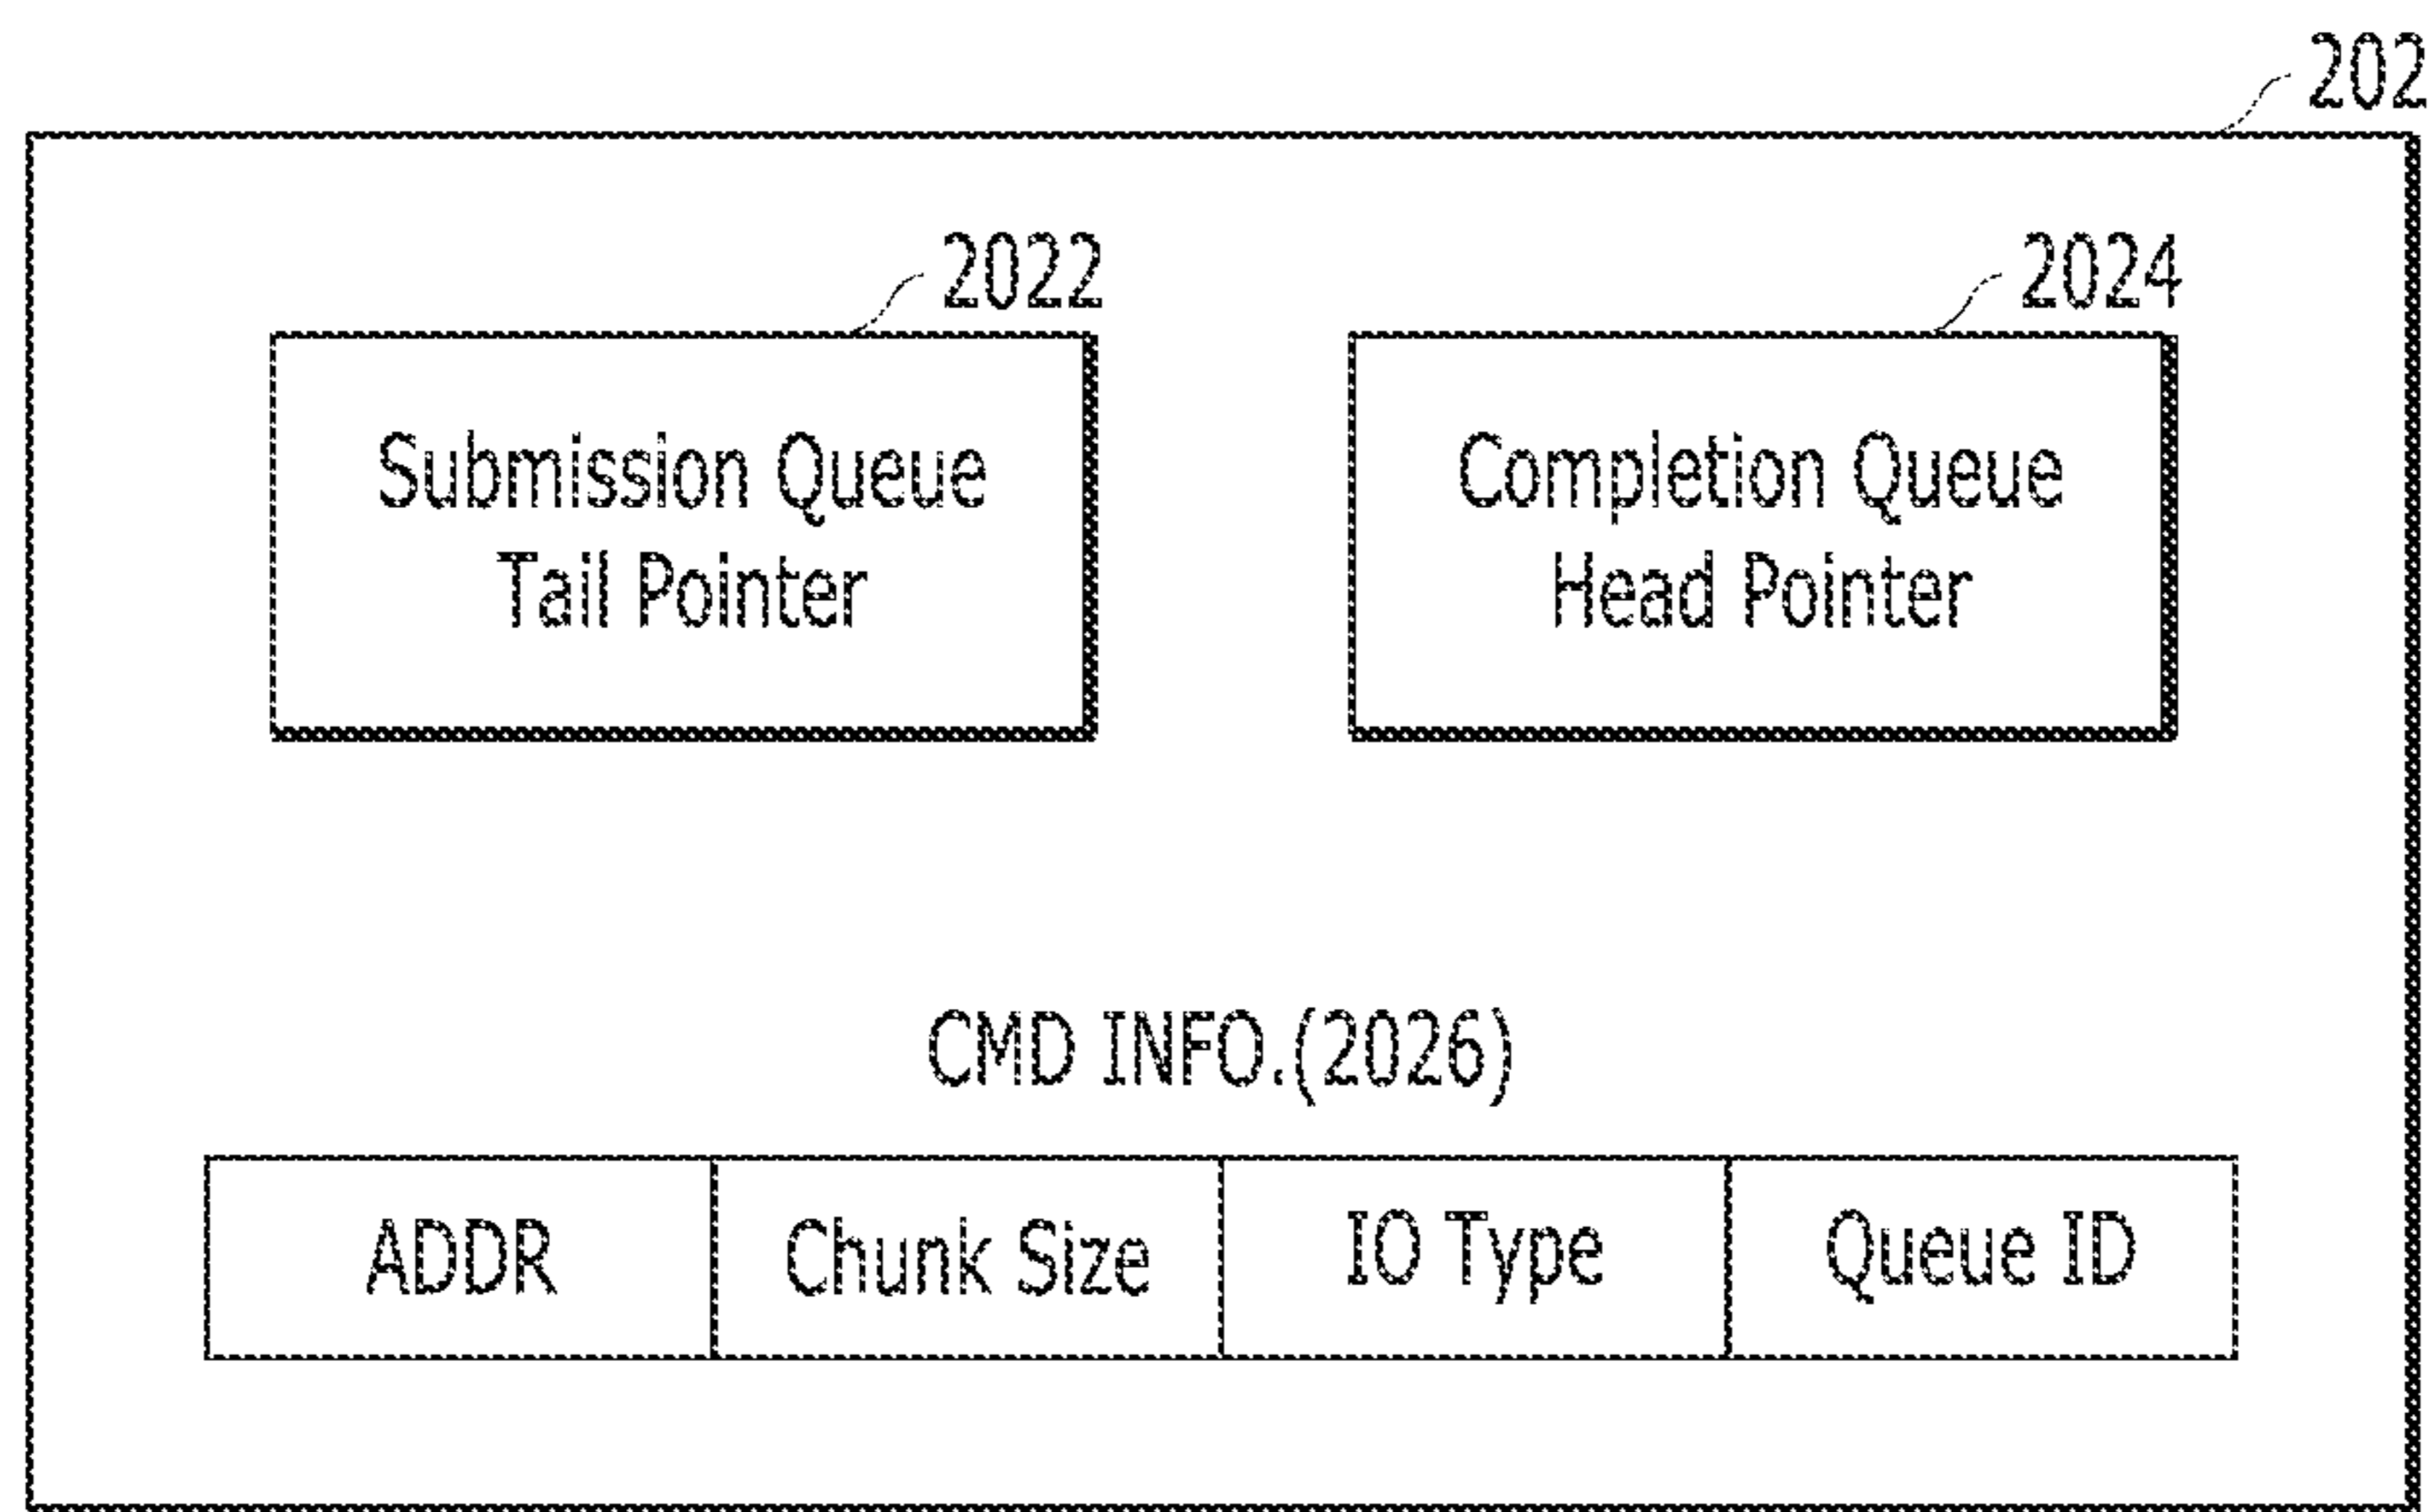 202
2022
2024
Submission Queue
Tail Pointer
Completion Queue
Head Pointer
CMD INFO.(2026)
ADDR
Chunk Size
IO Type
Queue ID